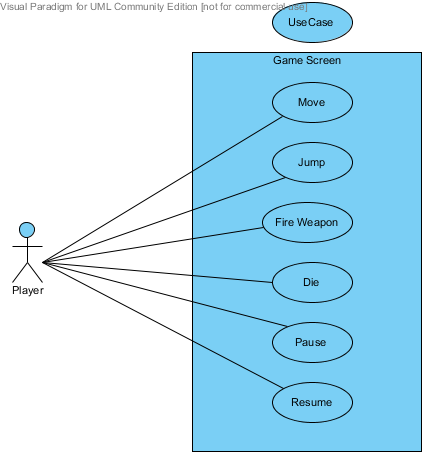 Visual Paradigm for UML Community Edition [not for commercial use]
UseCase
Game Screen
Move
Jump
Fire Weapon
Die
Player
Pause
Resume